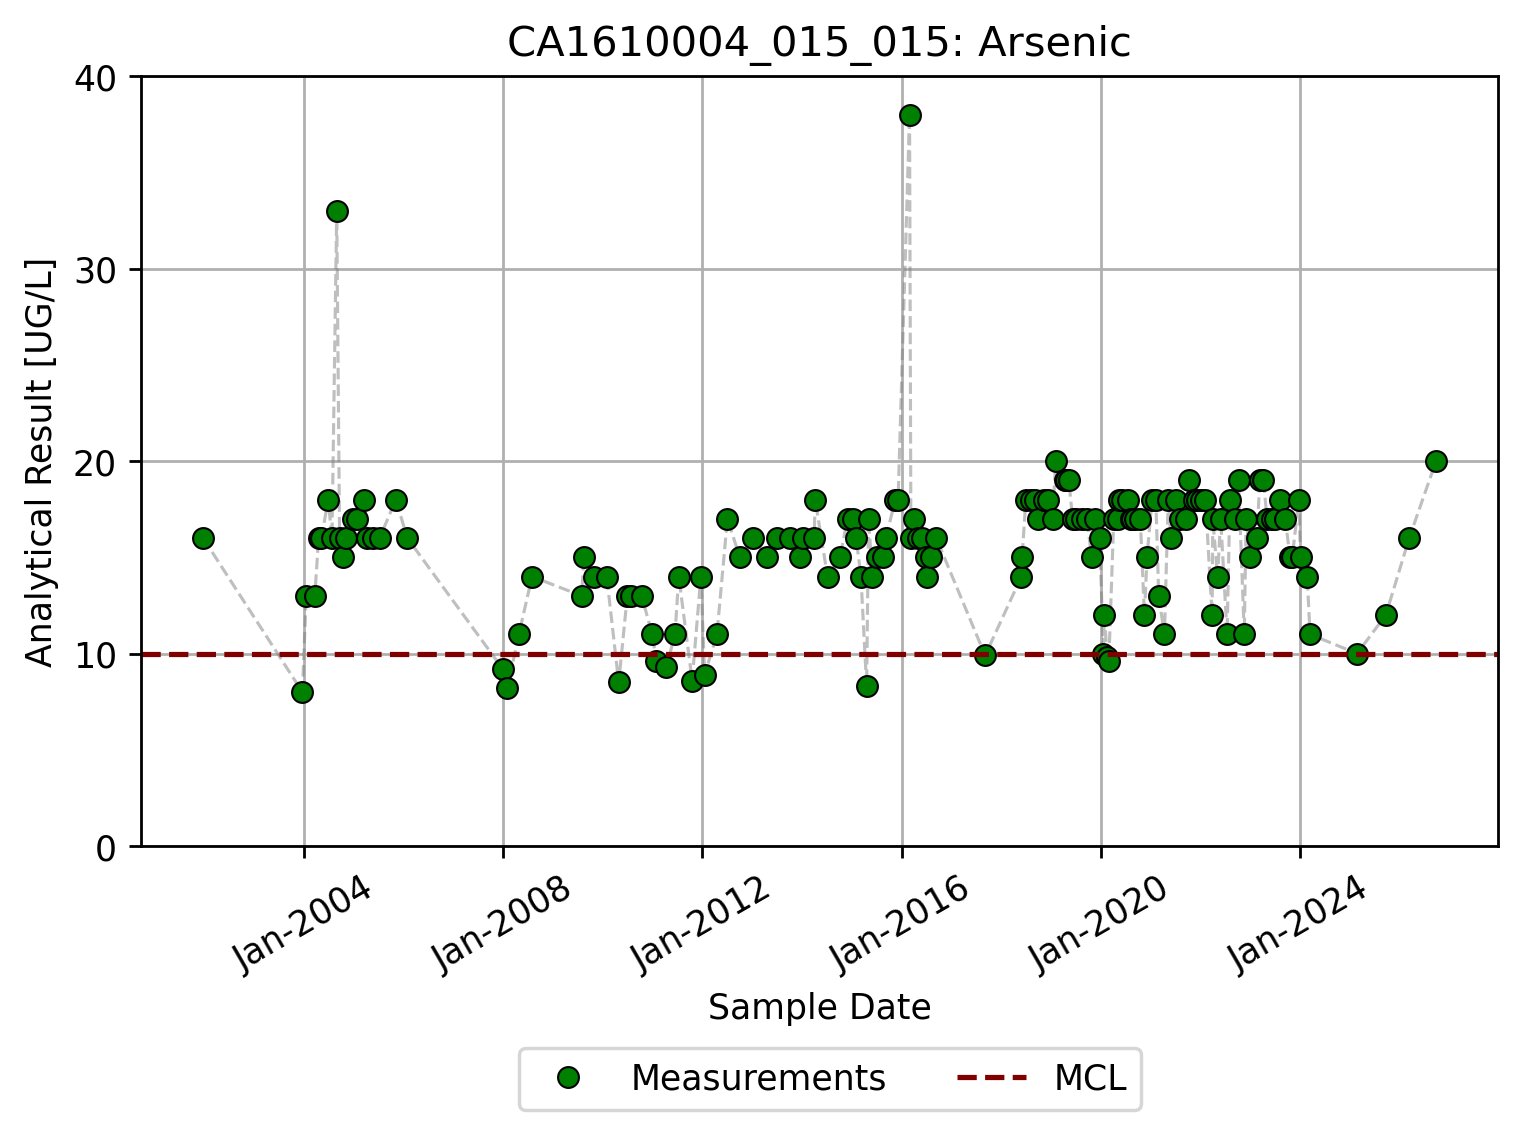 CA1610004_015_015: Arsenic
Analytical Result [UG/L]
40
30
20
10
0
Jan-2004
Jan-2008
Jan-2012
Jan-2016
Jan-2020
Jan-2024
Sample Date
Measurements
MCL